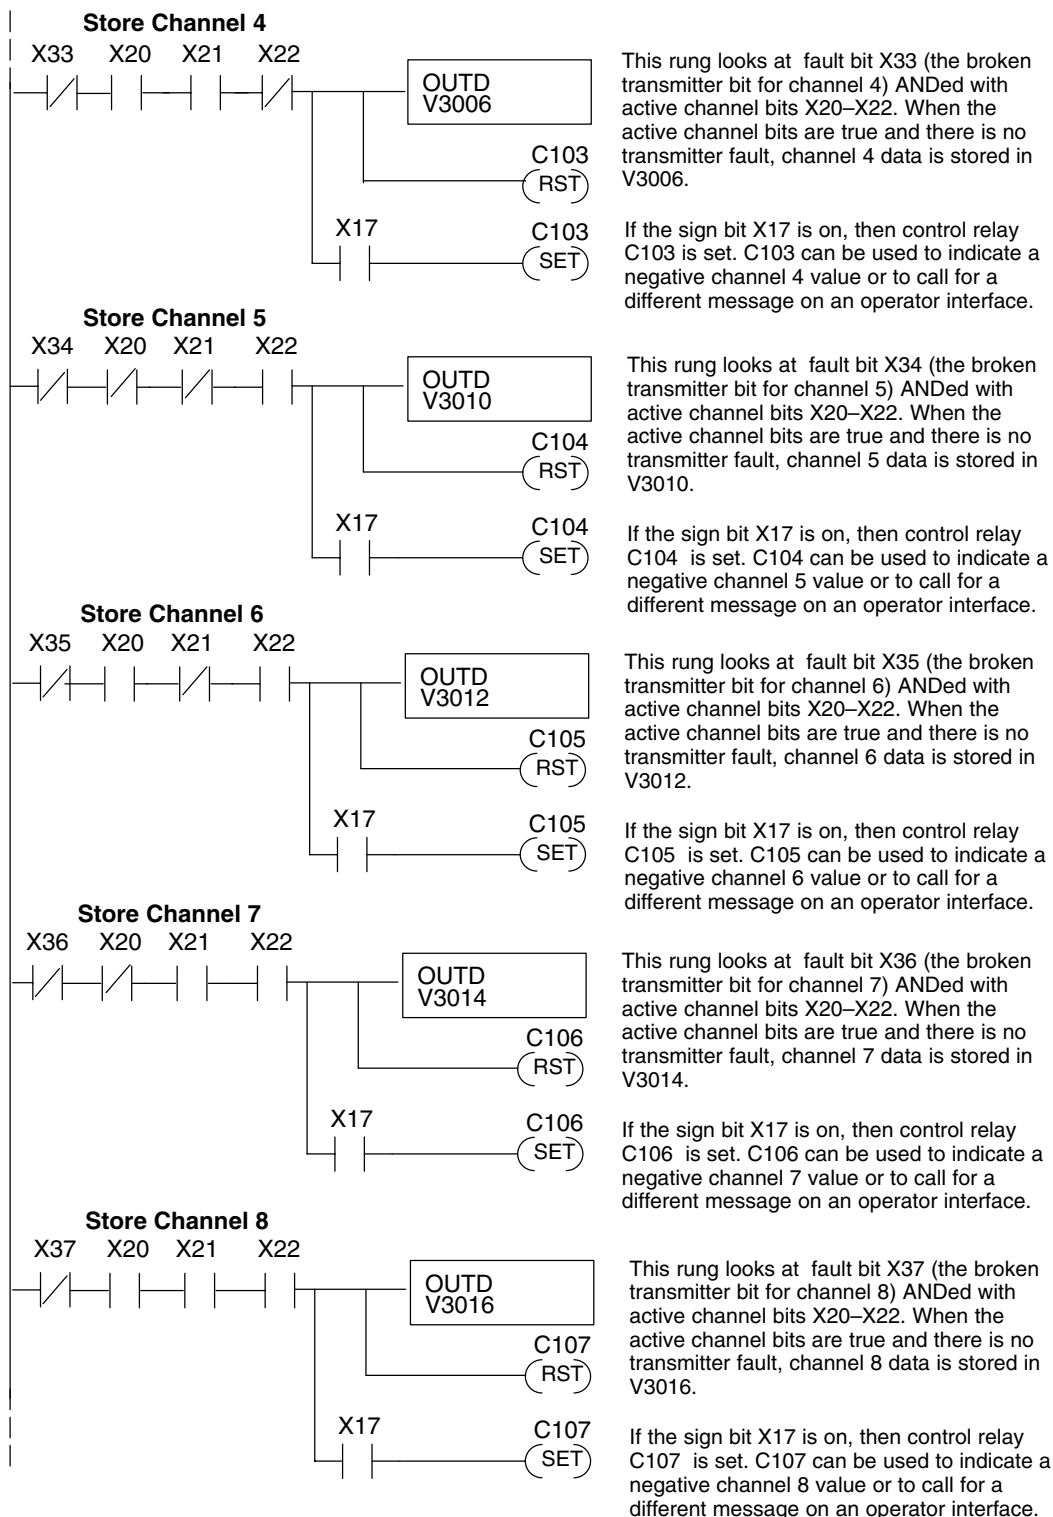 Store Channel 4
X33 X20 X21 X22
OUTD
V3006
C103
RST
X17
C103
SET
This rung looks at fault bit X33 (the broken
transmitter bit for channel 4) ANDed with
active channel bits X20–X22. When the
active channel bits are true and there is no
transmitter fault, channel 4 data is stored in
V3006.
If the sign bit X17 is on, then control relay
C103 is set. C103 can be used to indicate a
negative channel 4 value or to call for a
different message on an operator interface.
Store Channel 5
X34 X20 X21 X22
OUTD
V3010
C104
RST
X17
C104
SET
This rung looks at fault bit X34 (the broken
transmitter bit for channel 5) ANDed with
active channel bits X20–X22. When the
active channel bits are true and there is no
transmitter fault, channel 5 data is stored in
V3010.
If the sign bit X17 is on, then control relay
C104 is set. C104 can be used to indicate a
negative channel 5 value or to call for a
different message on an operator interface.
Store Channel 6
X35 X20 X21 X22
OUTD
V3012
C105
RST
X17
C105
SET
This rung looks at fault bit X35 (the broken
transmitter bit for channel 6) ANDed with
active channel bits X20–X22. When the
active channel bits are true and there is no
transmitter fault, channel 6 data is stored in
V3012.
If the sign bit X17 is on, then control relay
C105 is set. C105 can be used to indicate a
negative channel 6 value or to call for a
different message on an operator interface.
Store Channel 7
X36 X20 X21 X22
OUTD
V3014
C106
RST
X17
C106
SET
This rung looks at fault bit X36 (the broken
transmitter bit for channel 7) ANDed with
active channel bits X20–X22. When the
active channel bits are true and there is no
transmitter fault, channel 7 data is stored in
V3014.
If the sign bit X17 is on, then control relay
C106 is set. C106 can be used to indicate a
negative channel 7 value or to call for a
different message on an operator interface.
Store Channel 8
X37 X20 X21 X22
OUTD
V3016
C107
RST
X17
C107
SET
This rung looks at fault bit X37 (the broken
transmitter bit for channel 8) ANDed with
active channel bits X20–X22. When the
active channel bits are true and there is no
transmitter fault, channel 8 data is stored in
V3016.
If the sign bit X17 is on, then control relay
C107 is set. C107 can be used to indicate a
negative channel 8 value or to call for a
different message on an operator interface.